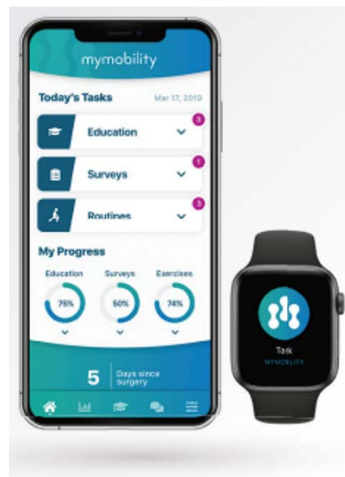 mymobility
Today's Tasks
Mar 17, 2019
Education
3
Surveys
1
Routines
3
My Progress
Education Surveys Exercises
75% 50% 74%
5 Days since
surgery
Task
MYMOBILITY